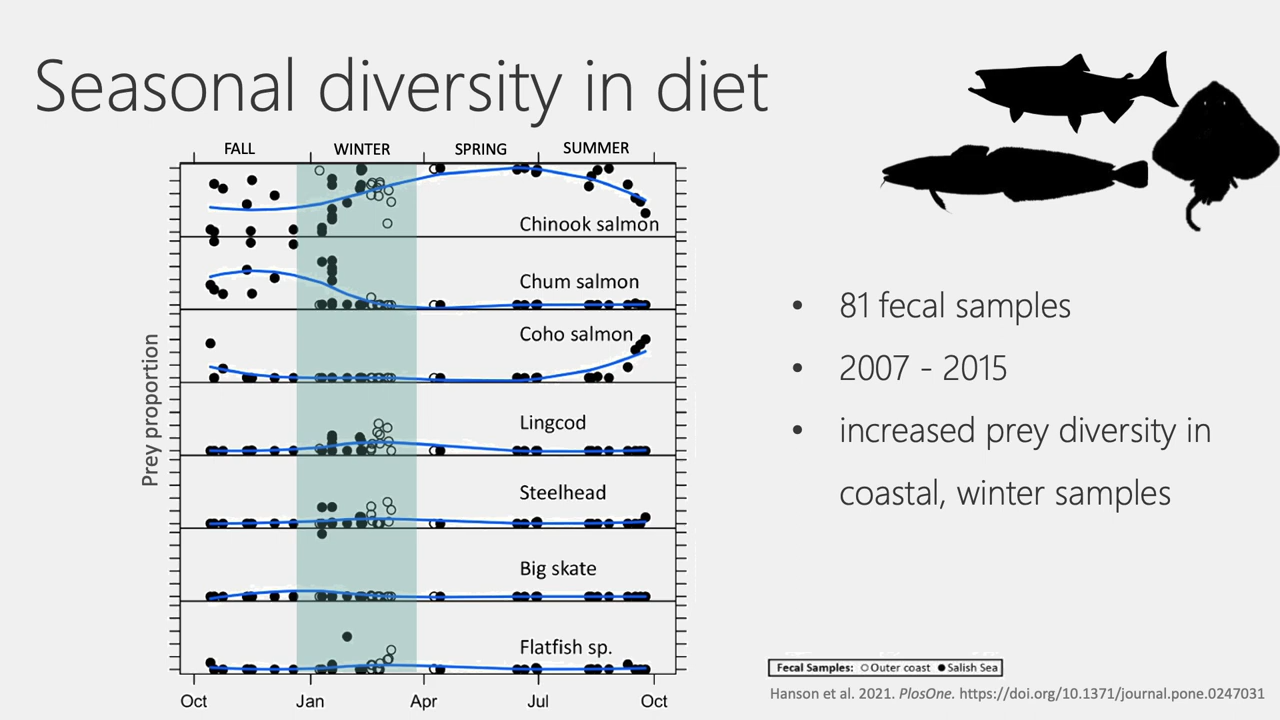 Seasonal diversity in diet
FALL WINTER SPRING SUMMER
Chinook salmon
Chum salmon
Coho salmon
Lingcod
Steelhead
Big skate
Flatfish sp.
Prey proportion
Oct Jan Apr Jul Oct
• 81 fecal samples
• 2007 - 2015
• increased prey diversity in
coastal, winter samples
Fecal Samples: Outer coast Salish Sea
Hanson et al. 2021. PlosOne. https://doi.org/10.1371/journal.pone.0247031